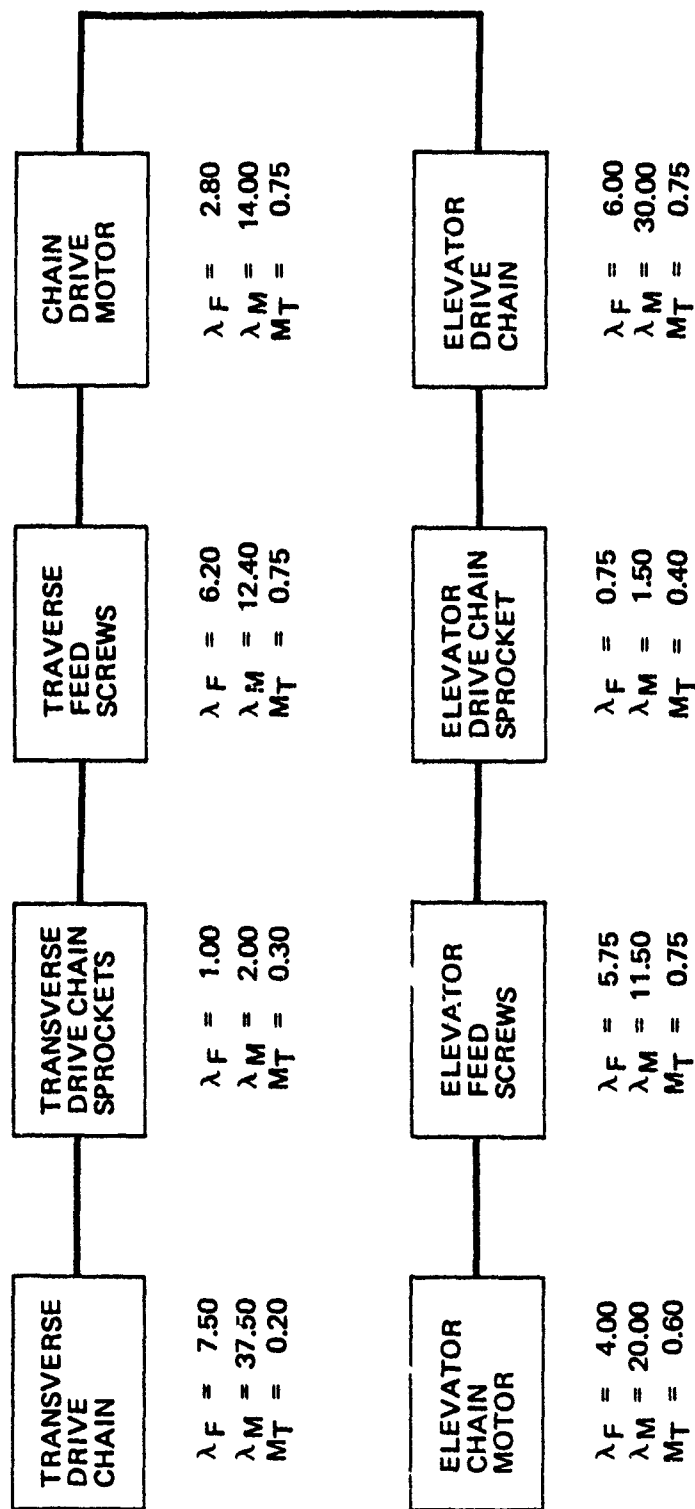 TRANSVERSE
DRIVE
CHAIN
λF = 7.50
λM = 37.50
MT = 0.20
TRANSVERSE
DRIVE CHAIN
SPROCKETS
λF = 1.00
λM = 2.00
MT = 0.30
TRAVERSE
FEED
SCREWS
λF = 6.20
λM = 12.40
MT = 0.75
CHAIN
DRIVE
MOTOR
λF = 2.80
λM = 14.00
MT = 0.75
ELEVATOR
CHAIN
MOTOR
λF = 4.00
λM = 20.00
MT = 0.60
ELEVATOR
FEED
SCREWS
λF = 5.75
λM = 11.50
MT = 0.75
ELEVATOR
DRIVE CHAIN
SPROCKET
λF = 0.75
λM = 1.50
MT = 0.40
ELEVATOR
DRIVE
CHAIN
λF = 6.00
λM = 30.00
MT = 0.75